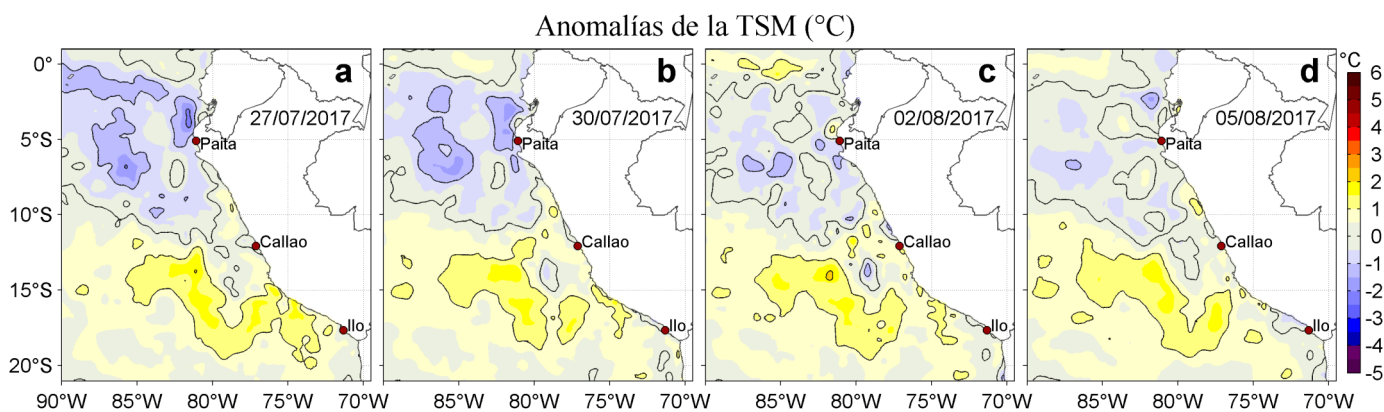 Anomalías de la TSM (°C)
0°
5°S
10°S
15°S
20°S
a
27/07/2017
Paita
Callao
Ilo
90°W 85°W 80°W 75°W 70°W
b
30/07/2017
Paita
Callao
Ilo
85°W 80°W 75°W 70°W
c
02/08/2017
Paita
Callao
Ilo
85°W 80°W 75°W 70°W
d
05/08/2017
Paita
Callao
Ilo
85°W 80°W 75°W 70°W
°C
6
5
4
3
2
1
0
-1
-2
-3
-4
-5